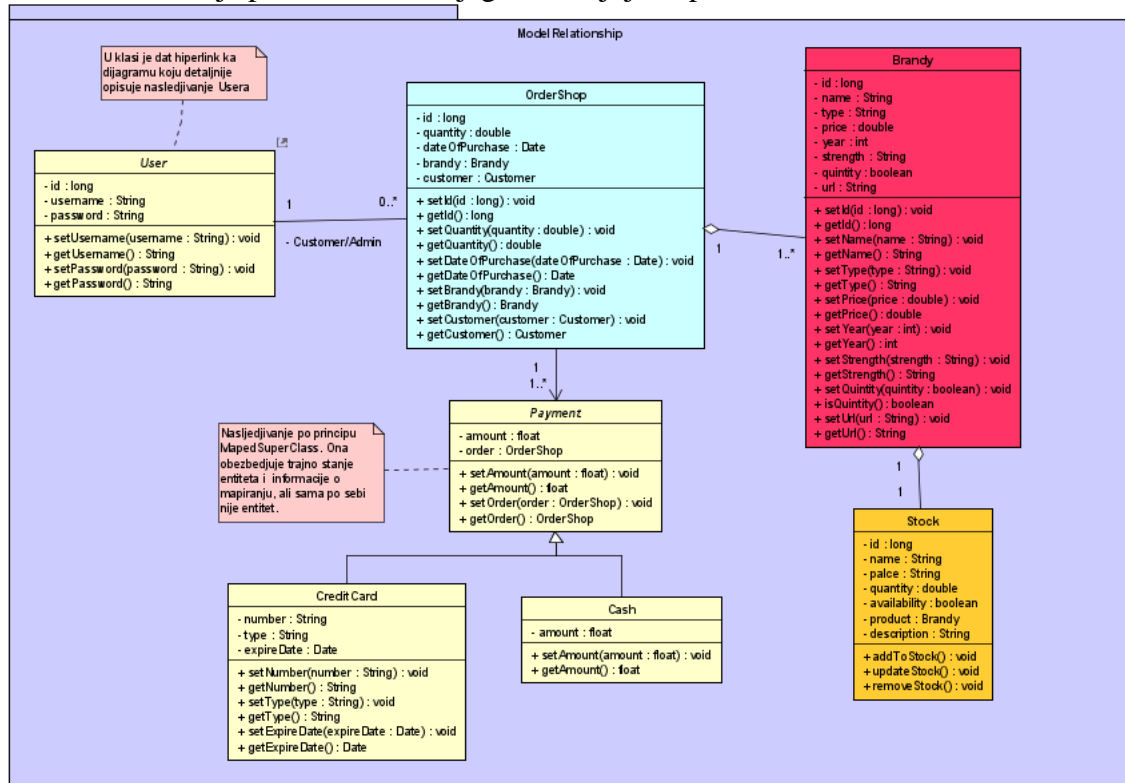 ModelRelationship
U klasi je dat hiperlink ka
dijagramu koju detaljnije
opisuje nasledjivanje Usera
User
- id : long
- username : String
- password : String
+ setUsername(username : String) : void
+ getUsername() : String
+ setPassword(password : String) : void
+ getPassword() : String
1
0..*
- Customer/Admin
OrderShop
- id : long
- quantity : double
- dateOfPurchase : Date
- brandy : Brandy
- customer : Customer
+ setId(id : long) : void
+ getId() : long
+ setQuantity(quantity : double) : void
+ getQuantity() : double
+ setDateOfPurchase(dateOfPurchase : Date) : void
+ getDateOfPurchase() : Date
+ setBrandy(brandy : Brandy) : void
+ getBrandy() : Brandy
+ setCustomer(customer : Customer) : void
+ getCustomer() : Customer
1
1..*
Brandy
- id : long
- name : String
- type : String
- price : double
- year : int
- strength : String
- quintity : boolean
- url : String
+ setId(id : long) : void
+ getId() : long
+ setName(name : String) : void
+ getName() : String
+ setType(type : String) : void
+ getType() : String
+ setPrice(price : double) : void
+ getPrice() : double
+ setYear(year : int) : void
+ getYear() : int
+ setStrength(strength : String) : void
+ getStrength() : String
+ setQuintity(quintity : boolean) : void
+ isQuintity() : boolean
+ setUrl(url : String) : void
+ getUrl() : String
1
1..*
Nasljedjivanje po principu
MapedSuperClass. Ona
obezbedjuje trajno stanje
entiteta i informacije o
mapiranju, ali sama po sebi
nije entitet.
Payment
- amount : float
- order : OrderShop
+ setAmount(amount : float) : void
+ getAmount() : float
+ setOrder(order : OrderShop) : void
+ getOrder() : OrderShop
1
1
Stock
- id : long
- name : String
- palce : String
- quantity : double
- availability : boolean
- product : Brandy
- description : String
+ addToStock() : void
+ updateStock() : void
+ removeStock() : void
CreditCard
- number : String
- type : String
- expireDate : Date
+ setNumber(number : String) : void
+ getNumber() : String
+ setType(type : String) : void
+ getType() : String
+ setExpireDate(expireDate : Date) : void
+ getExpireDate() : Date
Cash
- amount : float
+ setAmount(amount : float) : void
+ getAmount() : float